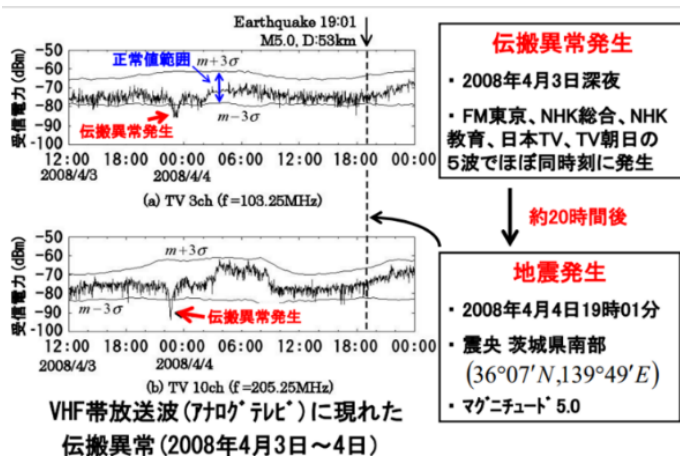 Earthquake 19:01
M5.0, D:53km
受信電力 (dBm)
-50
-60
-70
-80
-90
-100
正常値範囲
m+3σ
m−3σ
伝搬異常発生
12:00 18:00 00:00 06:00 12:00 18:00 00:00
2008/4/3 2008/4/4
(a) TV 3ch (f=103.25MHz)
受信電力 (dBm)
-50
-60
-70
-80
-90
-100
m+3σ
m−3σ
伝搬異常発生
12:00 18:00 00:00 06:00 12:00 18:00 00:00
2008/4/3 2008/4/4
(b) TV 10ch (f=205.25MHz)
VHF帯放送波(アナログテレビ)に現れた
伝搬異常(2008年4月3日～4日)
伝搬異常発生
・2008年4月3日深夜
・FM東京、NHK総合、NHK
教育、日本TV、TV朝日の
5波でほぼ同時刻に発生
約20時間後
地震発生
・2008年4月4日19時01分
・震央 茨城県南部
(36°07′N,139°49′E)
・マグニチュード 5.0